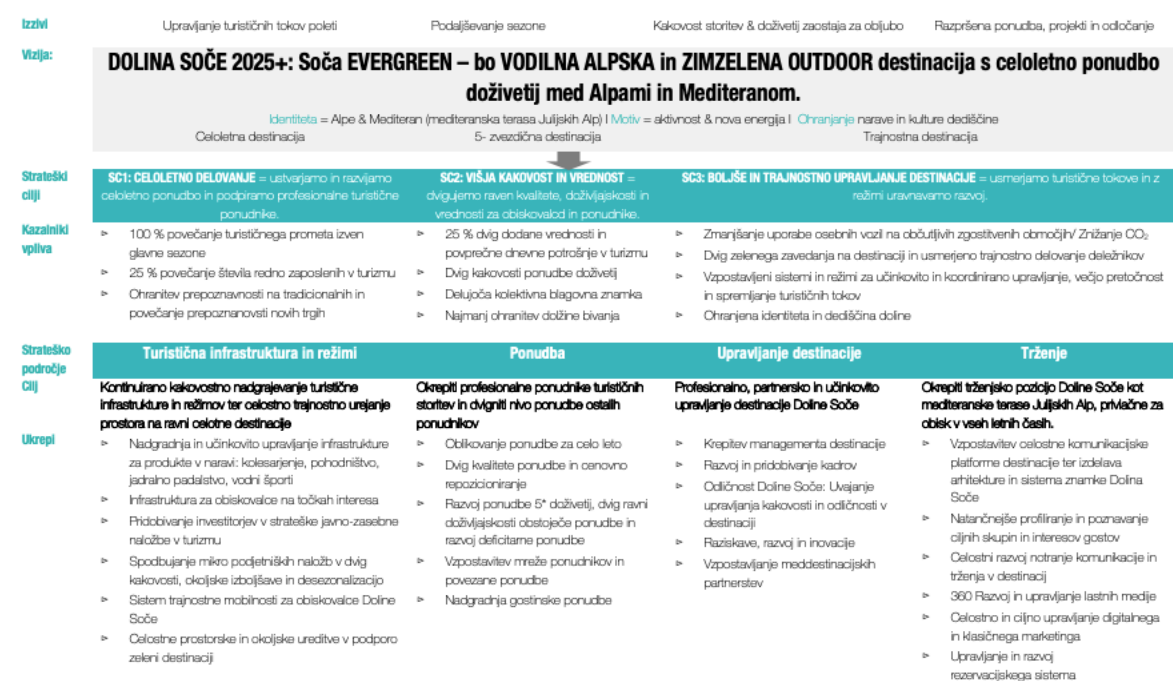 Izzivi
Upravljanje turističnih tokov poleti
Podaljševanje sezone
Kakovost storitev & doživetij zaostaja za obljubo
Razpršena ponudba, projekti in odločanje
Vizija:
DOLINA SOČE 2025+: Soča EVERGREEN – bo VODILNA ALPSKA in ZIMZELENA OUTDOOR destinacija s celoletno ponudbo
doživetij med Alpami in Mediteranom.
Identiteta = Alpe & Mediteran (mediteranska terasa Julijskih Alp) I Motiv = aktivnost & nova energija I Ohranjanje narave in kulture dediščine
Celoletna destinacija
5- zvezdična destinacija
Trajnostna destinacija
Strateški
cilji
SC1: CELOLETNO DELOVANJE = ustvarjamo in razvijamo
celoletno ponudbo in podpiramo profesionalne turistične
ponudnike.
SC2: VIŠJA KAKOVOST IN VREDNOST =
dvigujemo raven kvalitete, doživljajskosti in
vrednosti za obiskovalcd in ponudnike.
SC3: BOLJŠE IN TRAJNOSTNO UPRAVLJANJE DESTINACIJE = usmerjamo turistične tokove in z
režimi uravnavamo razvoj.
Kazalniki
vpliva
▹ 100 % povečanje turističnega prometa izven
glavne sezone
▹ 25 % povečanje števila redno zaposlenih v turizmu
▹ Ohranitev prepoznavnosti na tradicionalnih in
povečanje prepoznanovsti novih trgih
▹ 25 % dvig dodane vrednosti in
povprečne dnevne potrošnje v turizmu
▹ Dvig kakovosti ponudbe doživetij
▹ Delujoča kolektivna blagovna znamka
▹ Najmanj ohranitev dolžine bivanja
▹ Zmanjšanje uporabe osebnih vozil na občutljivih zgostitvenih območjih/ Znižanje CO₂
▹ Dvig zelenega zavedanja na destinaciji in usmerjeno trajnostno delovanje deležnikov
▹ Vzpostavljeni sistemi in režimi za učinkovito in koordinirano upravljanje, večjo pretočnost
in spremljanje turističnih tokov
▹ Ohranjena identiteta in dediščina doline
Strateško
področje
Turistična infrastruktura in režimi
Ponudba
Upravljanje destinacije
Trženje
Cilj
Kontinuirano kakovostno nadgrajevanje turistične
infrastrukture in režimov ter celostno trajnostno urejanje
prostora na ravni celotne destinacije
Okrepiti profesionalne ponudnike turističnih
storitev in dvigniti nivo ponudbe ostalih
ponudnikov
Profesionalno, partnersko in učinkovito
upravljanje destinacije Doline Soče
Okrepiti trženjsko pozicijo Doline Soče kot
mediteranske terase Julijskih Alp, privlačne za
obisk v vseh letnih časih.
Ukrepi
▹ Nadgradnja in učinkovito upravljanje infrastrukture
za produkte v naravi: kolesarjenje, pohodništvo,
jadralno padalstvo, vodni športi
▹ Infrastruktura za obiskovalce na točkah interesa
▹ Pridobivanje investitorjev v strateške javno-zasebne
naložbe v turizmu
▹ Spodbujanje mikro podjetniških naložb v dvig
kakovosti, okoljske izboljšave in desezonalizacijo
▹ Sistem trajnostne mobilnosti za obiskovalce Doline
Soče
▹ Celostne prostorske in okoljske ureditve v podporo
zeleni destinaciji
▹ Oblikovanje ponudbe za celo leto
▹ Dvig kvalitete ponudbe in cenovno
repozicioniranje
▹ Razvoj ponudbe 5* doživetij, dvig ravni
doživljajskosti obstoječe ponudbe in
razvoj deficitarne ponudbe
▹ Vzpostavitev mreže ponudnikov in
povezane ponudbe
▹ Nadgradnja gostinske ponudbe
▹ Krepitev managementa destinacije
▹ Razvoj in pridobivanje kadrov
▹ Odličnost Doline Soče: Uvajanje
upravljanja kakovosti in odličnosti v
destinaciji
▹ Raziskave, razvoj in inovacije
▹ Vzpostavljanje meddestinacijskih
partnerstev
▹ Vzpostavitev celostne komunikacijske
platforme destinacije ter izdelava
arhitekture in sistema znamke Dolina
Soče
▹ Natančnejše profiliranje in poznavanje
ciljnih skupin in interesov gostov
▹ Celostni razvoj notranje komunikacije in
trženja v destinacij
▹ 360 Razvoj in upravljanje lastnih medije
▹ Celostno in ciljno upravljanje digitalnega
in klasičnega marketinga
▹ Upravljanje in razvoj
rezervacijskega sistema